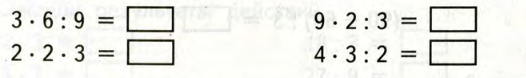 3 · 6 : 9 =
9 · 2 : 3 =
2 · 2 · 3 =
4 · 3 : 2 =